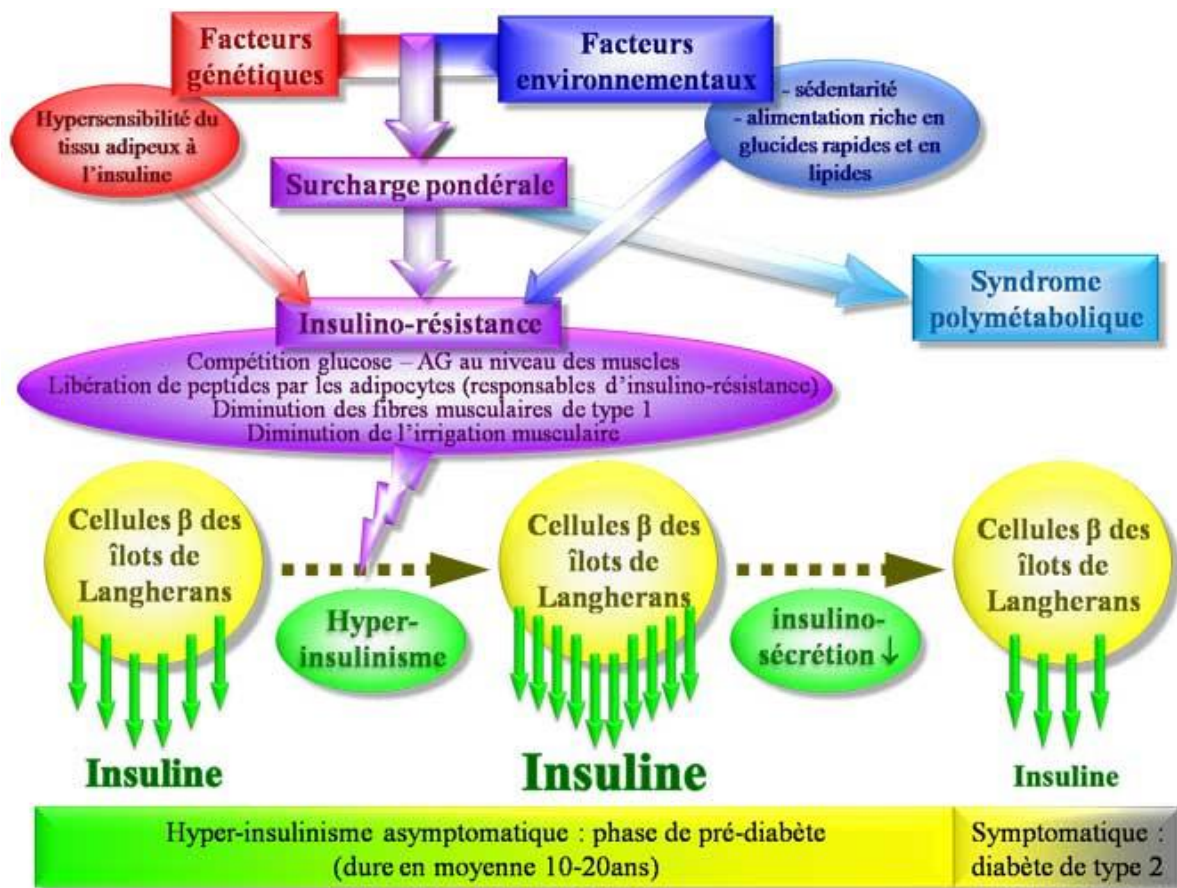 Facteurs
génétiques
Facteurs
environnementaux
Hypersensibilité du
tissu adipeux à
l’insuline
- sédentarité
- alimentation riche en
glucides rapides et en
lipides
Surcharge pondérale
Syndrome
polymétabolique
Insulino-résistance
Compétition glucose – AG au niveau des muscles
Libération de peptides par les adipocytes (responsables d’insulino-résistance)
Diminution des fibres musculaires de type 1
Diminution de l’irrigation musculaire
Cellules β des
îlots de
Langherans
Hyper-
insulinisme
Cellules β des
îlots de
Langherans
insulino-
sécrétion ↓
Cellules β des
îlots de
Langherans
Insuline
Insuline
Insuline
Hyper-insulinisme asymptomatique : phase de pré-diabète
(dure en moyenne 10-20ans)
Symptomatique :
diabète de type 2